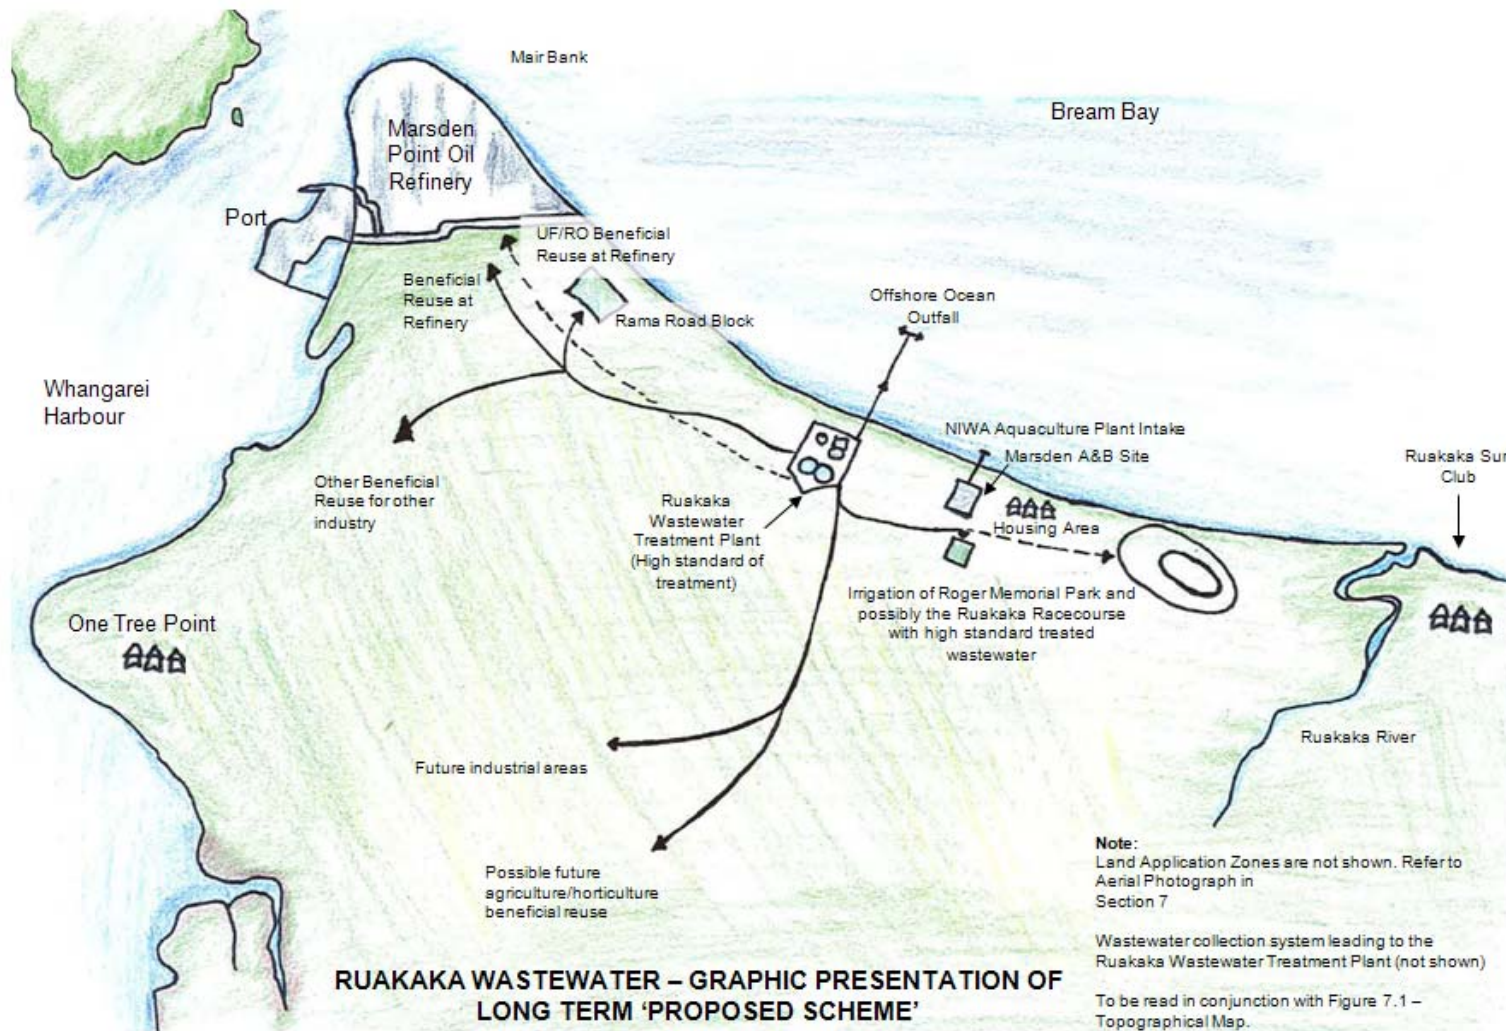 Mair Bank
Bream Bay
Marsden
Point Oil
Refinery
Port
UF/RO Beneficial
Reuse at Refinery
Beneficial
Reuse at
Refinery
Rama Road Block
Offshore Ocean
Outfall
Whangarei
Harbour
NIWA Aquaculture Plant Intake
Marsden A&B Site
Ruakaka Sur
Club
Other Beneficial
Reuse for other
industry
Ruakaka
Wastewater
Treatment Plant
(High standard of
treatment)
Housing Area
Irrigation of Roger Memorial Park and
possibly the Ruakaka Racecourse
with high standard treated
wastewater
One Tree Point
Ruakaka River
Future industrial areas
Possible future
agriculture/horticulture
beneficial reuse
Note:
Land Application Zones are not shown. Refer to
Aerial Photograph in
Section 7
Wastewater collection system leading to the
Ruakaka Wastewater Treatment Plant (not shown)
To be read in conjunction with Figure 7.1 –
Topographical Map.
RUAKAKA WASTEWATER – GRAPHIC PRESENTATION OF
LONG TERM ‘PROPOSED SCHEME’